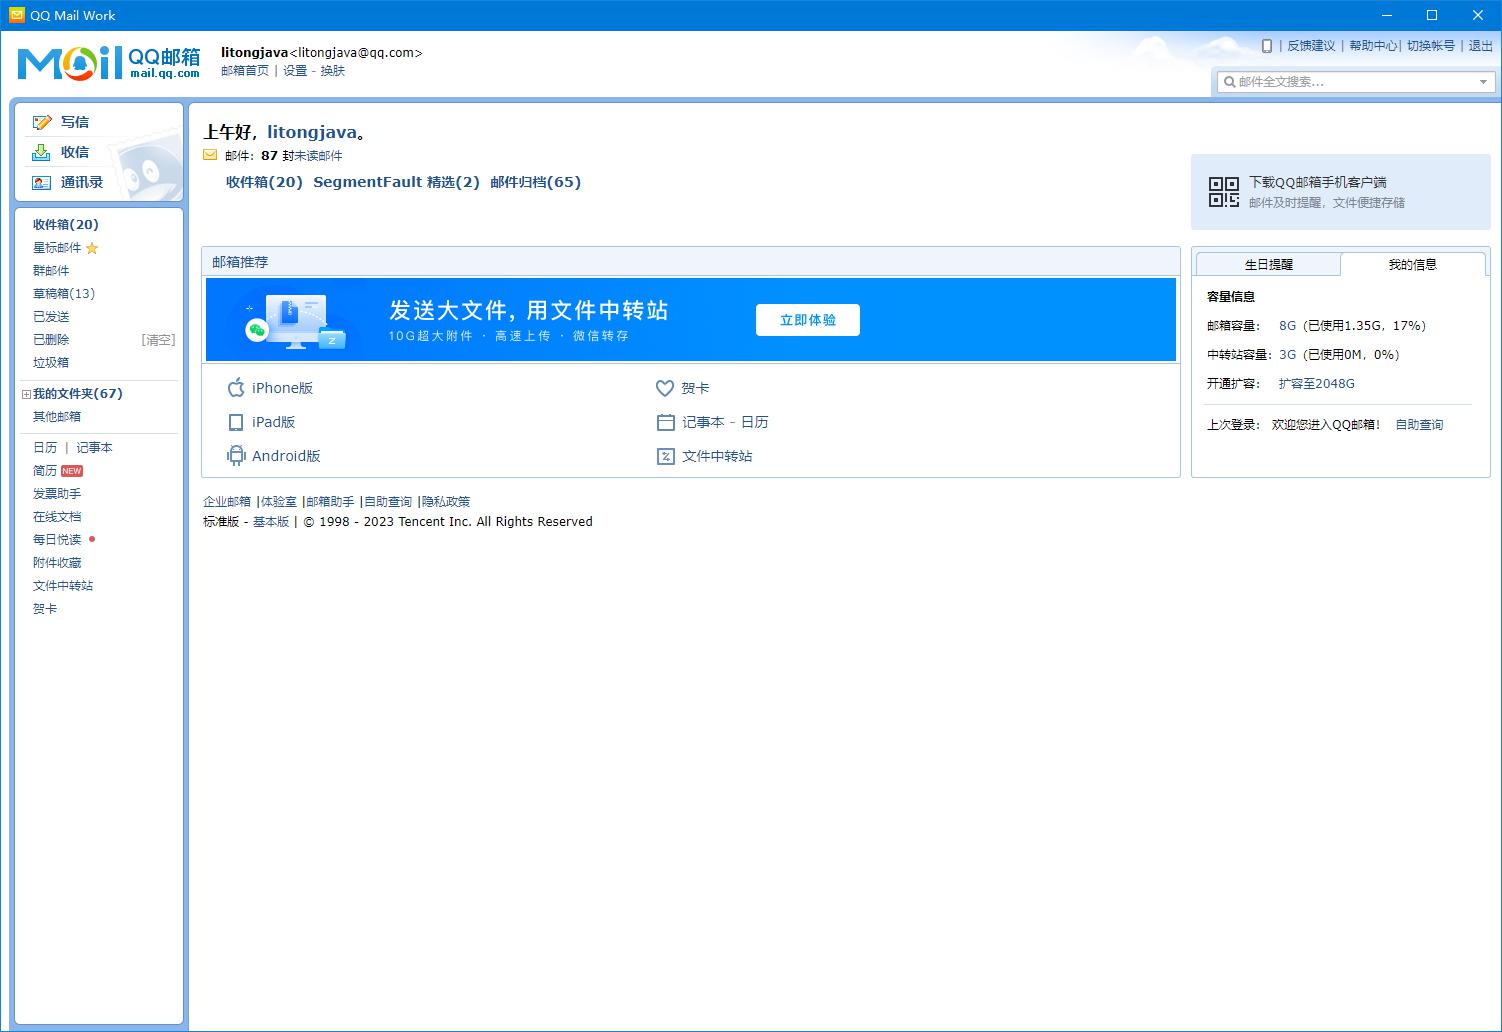 QQ Mail Work
Mail QQ邮箱
mail.qq.com
litongjava<litongjava@qq.com>
邮箱首页 | 设置 - 换肤
| 反馈建议 | 帮助中心 | 切换帐号 | 退出
邮件全文搜索...
写信
收信
通讯录
收件箱(20)
星标邮件
群邮件
草稿箱(13)
已发送
已删除 [清空]
垃圾箱
我的文件夹(67)
其他邮箱
日历 | 记事本
简历 NEW
发票助手
在线文档
每日悦读
附件收藏
文件中转站
贺卡
上午好，litongjava。
邮件：87 封未读邮件
收件箱(20) SegmentFault 精选(2) 邮件归档(65)
下载QQ邮箱手机客户端
邮件及时提醒，文件便捷存储
邮箱推荐
发送大文件, 用文件中转站
10G超大附件 · 高速上传 · 微信转存
立即体验
iPhone版
贺卡
iPad版
记事本 - 日历
Android版
文件中转站
生日提醒 我的信息
容量信息
邮箱容量： 8G（已使用1.35G，17%）
中转站容量：3G（已使用0M，0%）
开通扩容： 扩容至2048G
上次登录： 欢迎您进入QQ邮箱！ 自助查询
企业邮箱 |体验室 |邮箱助手 |自助查询 |隐私政策
标准版 - 基本版 | © 1998 - 2023 Tencent Inc. All Rights Reserved